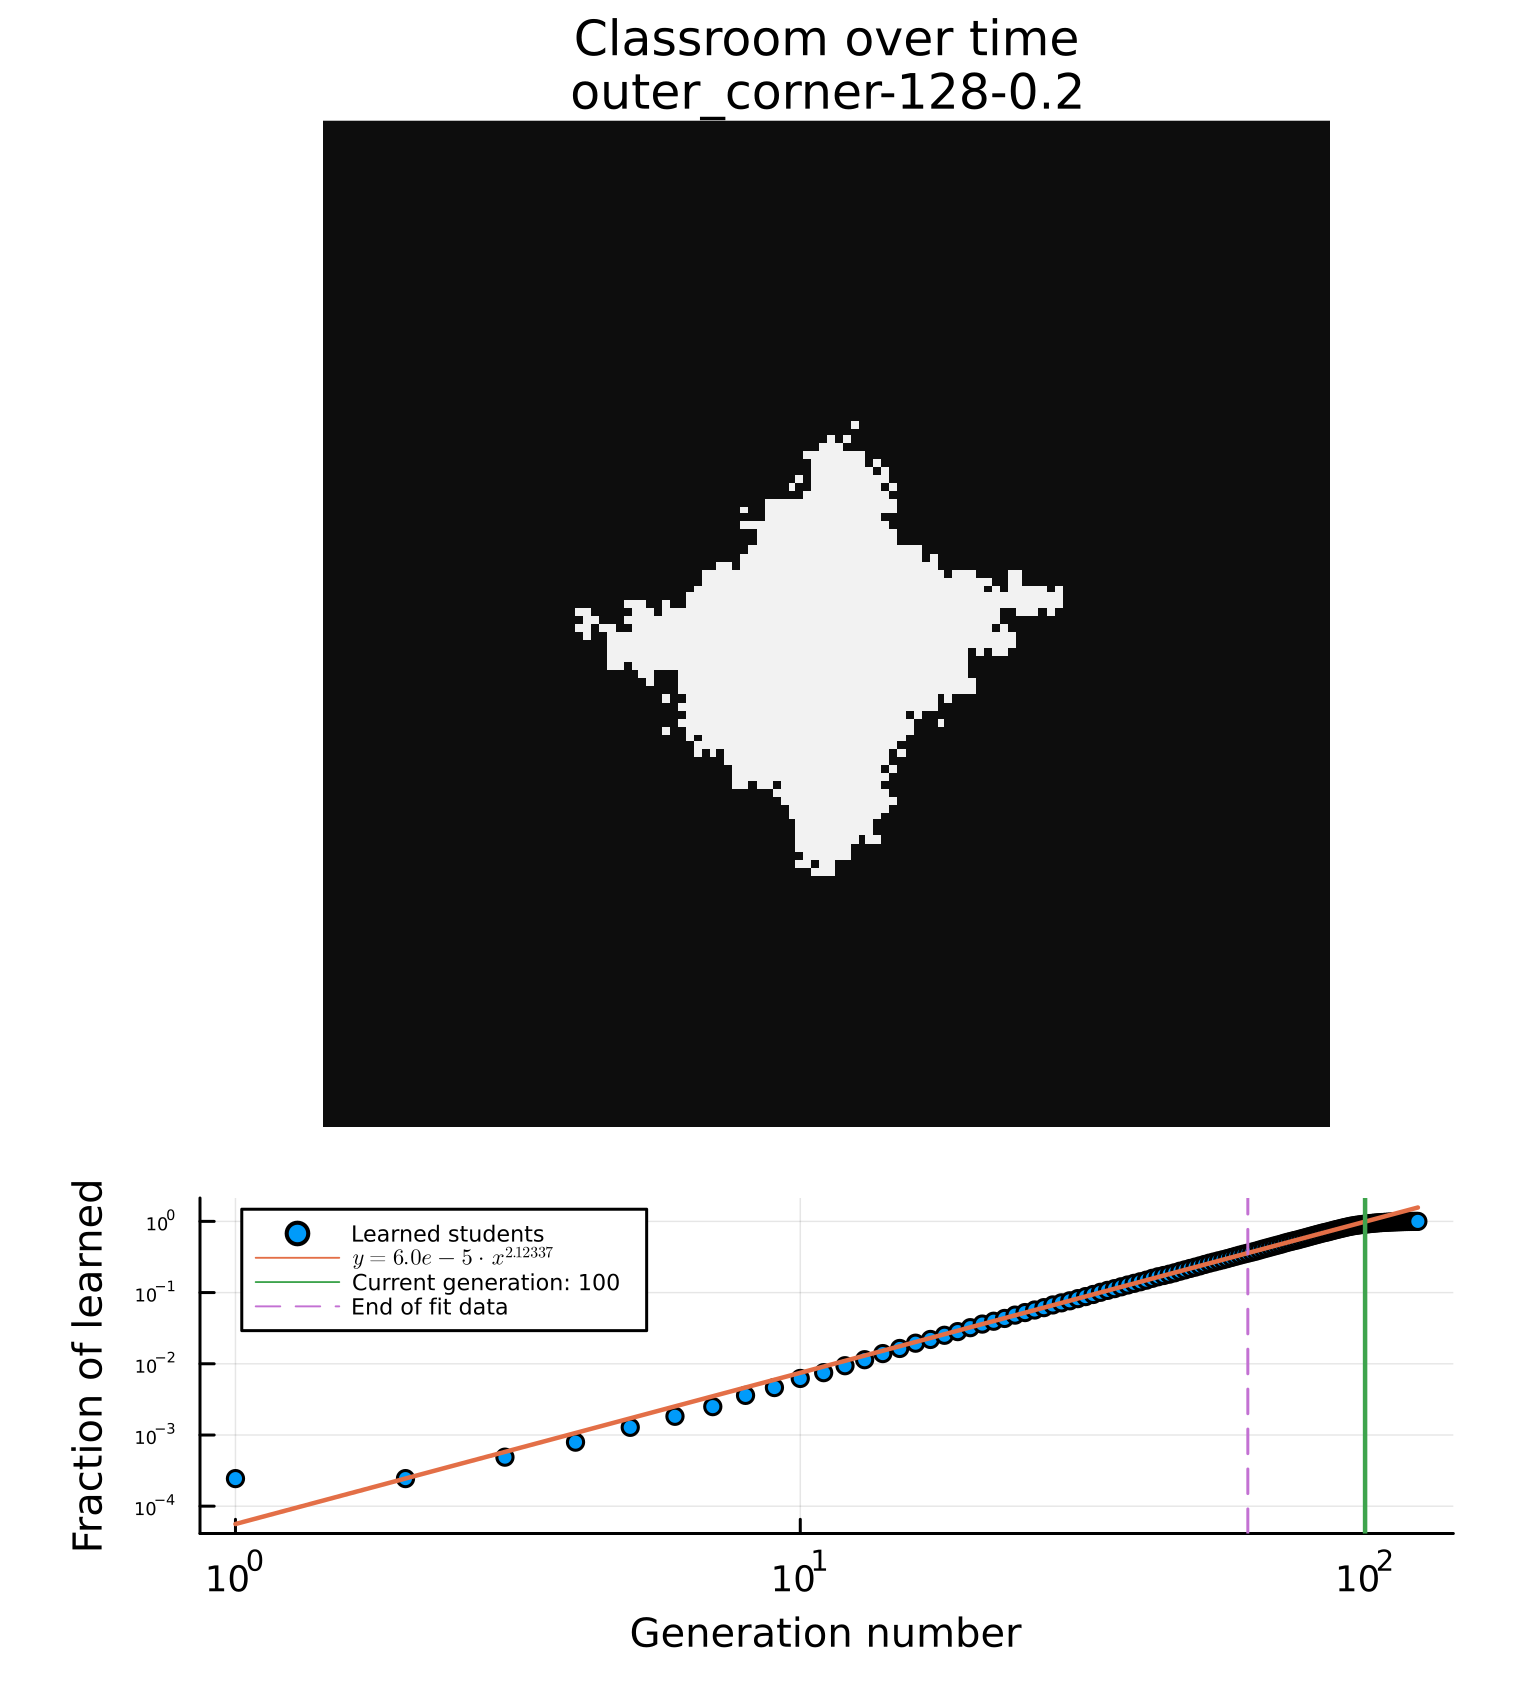 Classroom over time
outer_corner-128-0.2
Fraction of learned
10^0
10^−1
10^−2
10^−3
10^−4
Learned students
y = 6.0e − 5 · x^2.12337
Current generation: 100
End of fit data
10^0 10^1 10^2
Generation number